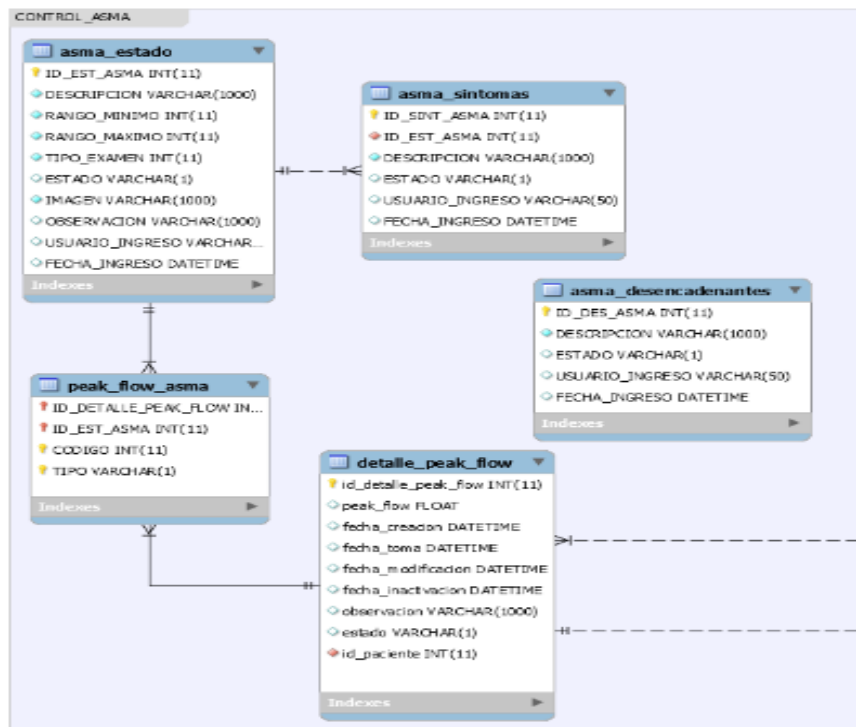 CONTROL_ASMA
asma_estado
ID_EST_ASMA INT(11)
DESCRIPCION VARCHAR(1000)
RANGO_MINIMO INT(11)
RANGO_MAXIMO INT(11)
TIPO_EXAMEN INT(11)
ESTADO VARCHAR(1)
IMAGEN VARCHAR(1000)
OBSERVACION VARCHAR(1000)
USUARIO_INGRESO VARCHAR...
FECHA_INGRESO DATETIME
Indexes
asma_sintomas
ID_SINT_ASMA INT(11)
ID_EST_ASMA INT(11)
DESCRIPCION VARCHAR(1000)
ESTADO VARCHAR(1)
USUARIO_INGRESO VARCHAR(50)
FECHA_INGRESO DATETIME
Indexes
asma_desencadenantes
ID_DES_ASMA INT(11)
DESCRIPCION VARCHAR(1000)
ESTADO VARCHAR(1)
USUARIO_INGRESO VARCHAR(50)
FECHA_INGRESO DATETIME
Indexes
peak_flow_asma
ID_DETALLE_PEAK_FLOW IN...
ID_EST_ASMA INT(11)
CODIGO INT(11)
TIPO VARCHAR(1)
Indexes
detalle_peak_flow
id_detalle_peak_flow INT(11)
peak_flow FLOAT
fecha_creacion DATETIME
fecha_toma DATETIME
fecha_modificacion DATETIME
fecha_inactivacion DATETIME
observacion VARCHAR(1000)
estado VARCHAR(1)
id_paciente INT(11)
Indexes